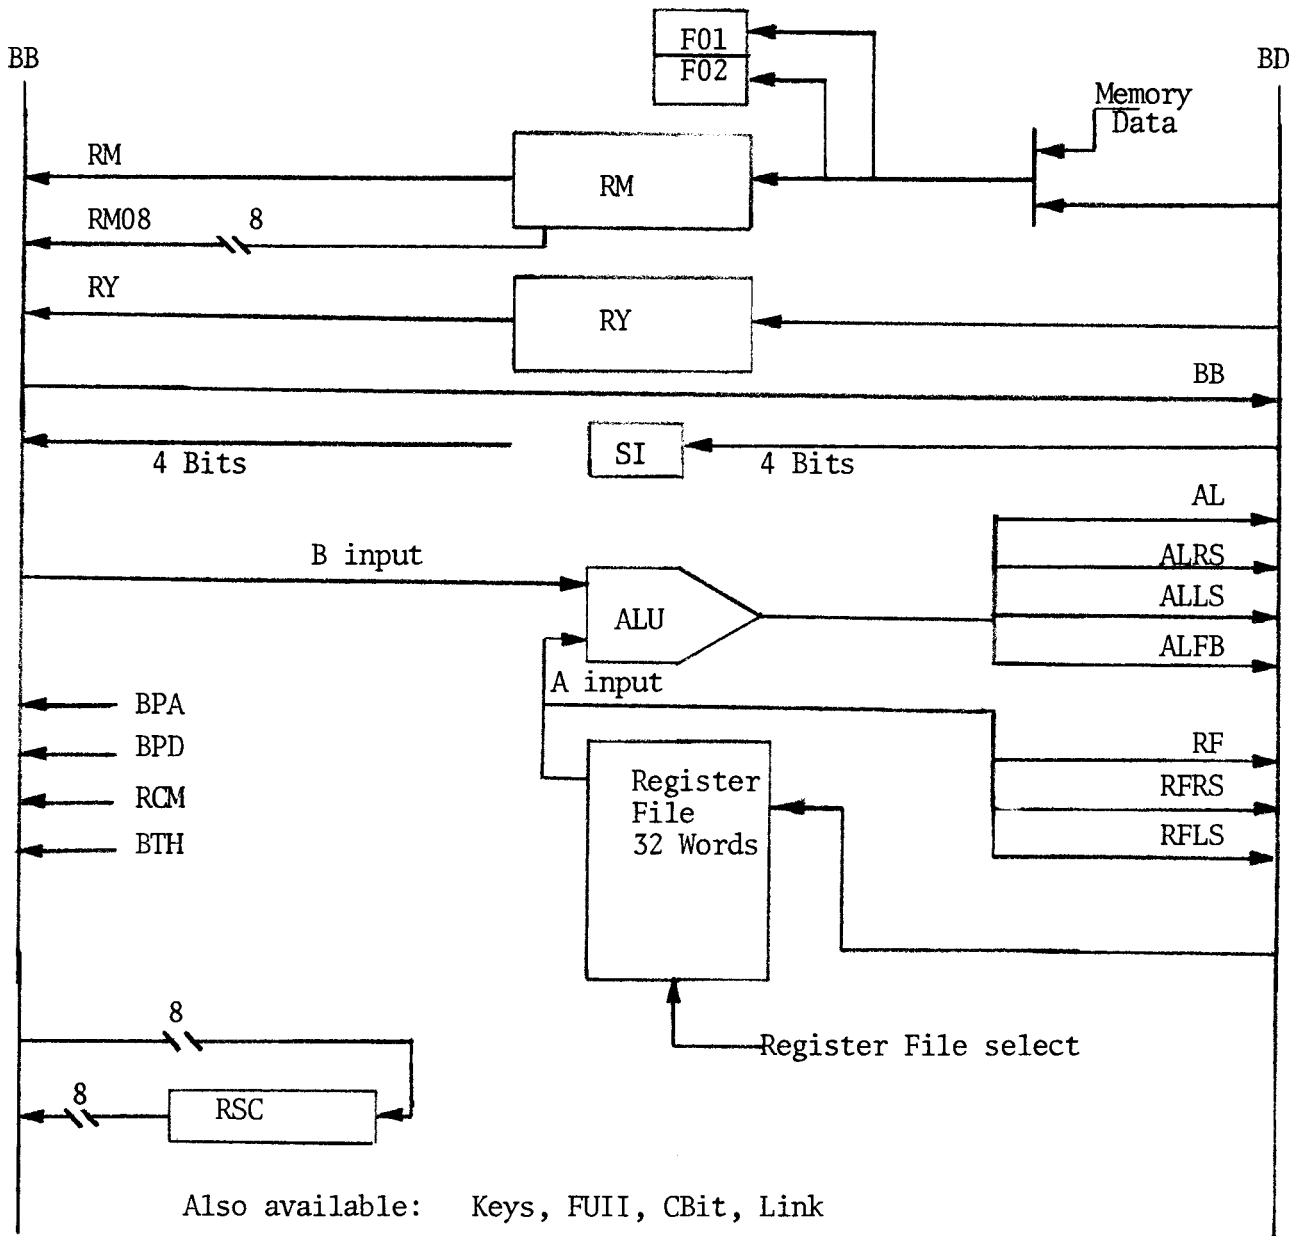 F01
BB
BD
F02
Memory
Data
RM
RM
RM08
8
RY
RY
BB
SI
4 Bits
4 Bits
AL
B input
ALRS
ALU
ALLS
ALFB
A input
BPA
BPD
RF
Register
File
32 Words
RCM
RFRS
BTH
RFLS
8
Register File select
8
RSC
Also available: Keys, FUII, CBit, Link